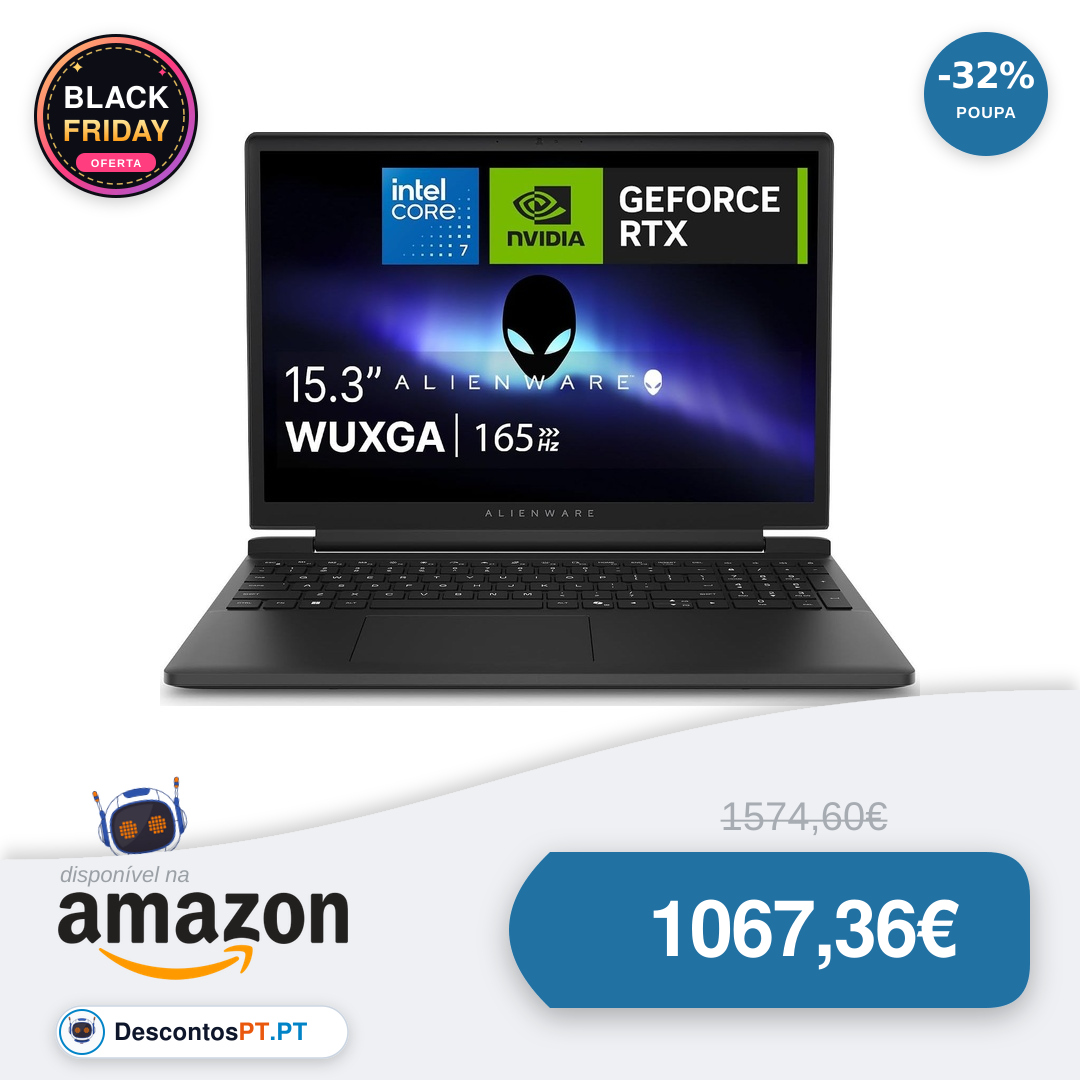 BLACK
FRIDAY
OFERTA
-32%
POUPA
intel
CORE
7
NVIDIA
GEFORCE
RTX
15.3” ALIENWARE
WUXGA | 165 Hz
ALIENWARE
1574,60€
disponível na
amazon
1067,36€
DescontosPT.PT